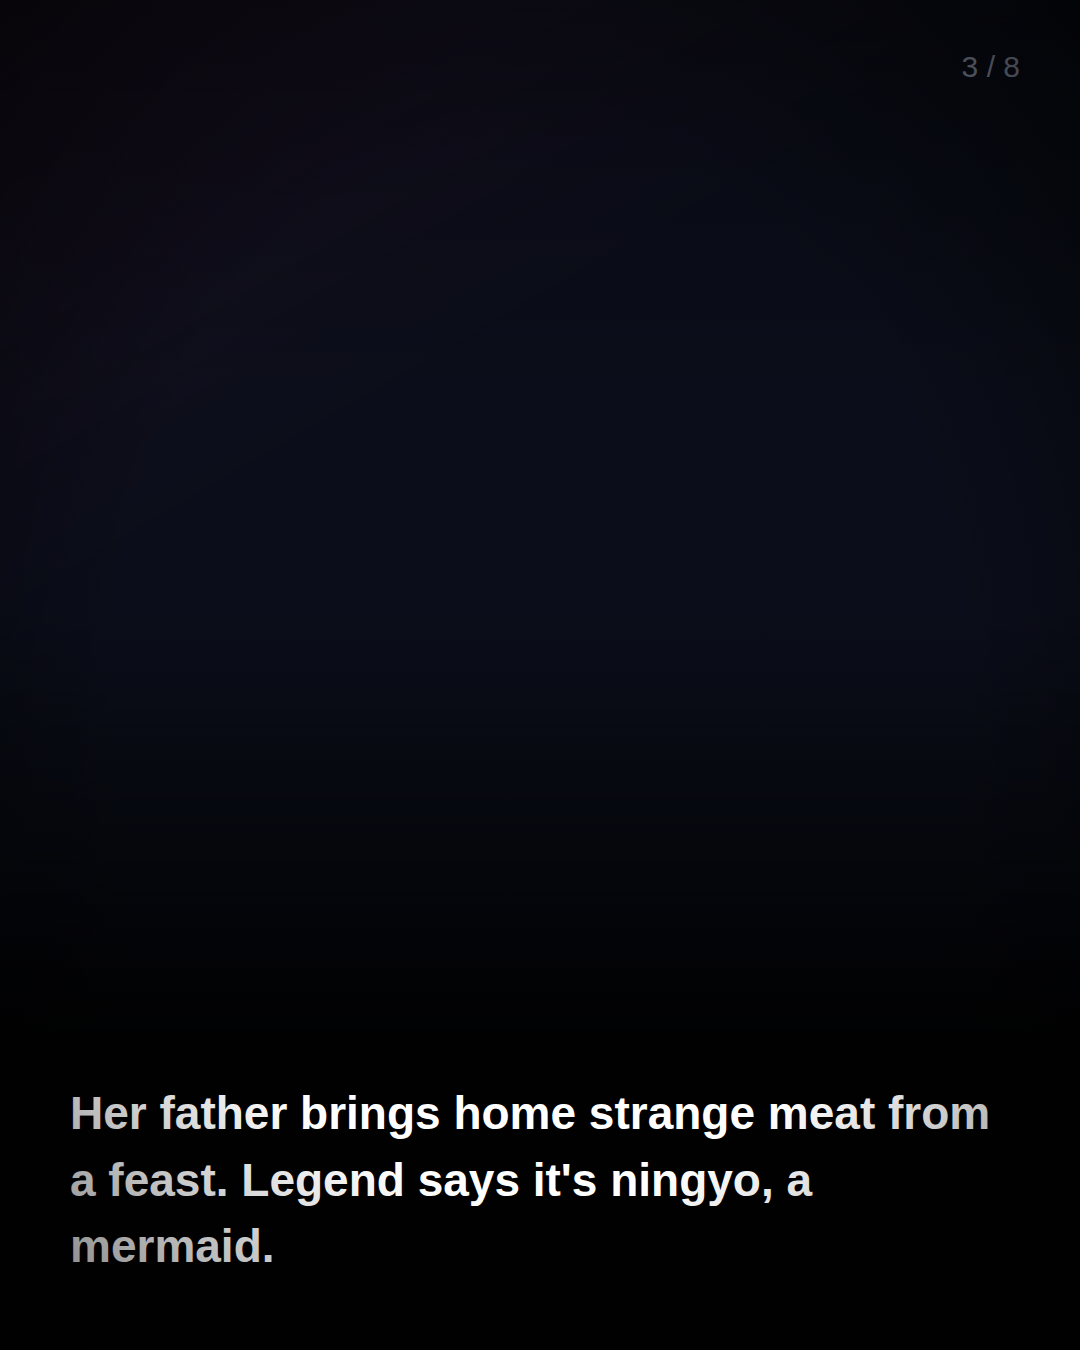 3 / 8
Her father brings home strange meat from
a feast. Legend says it's ningyo, a
mermaid.